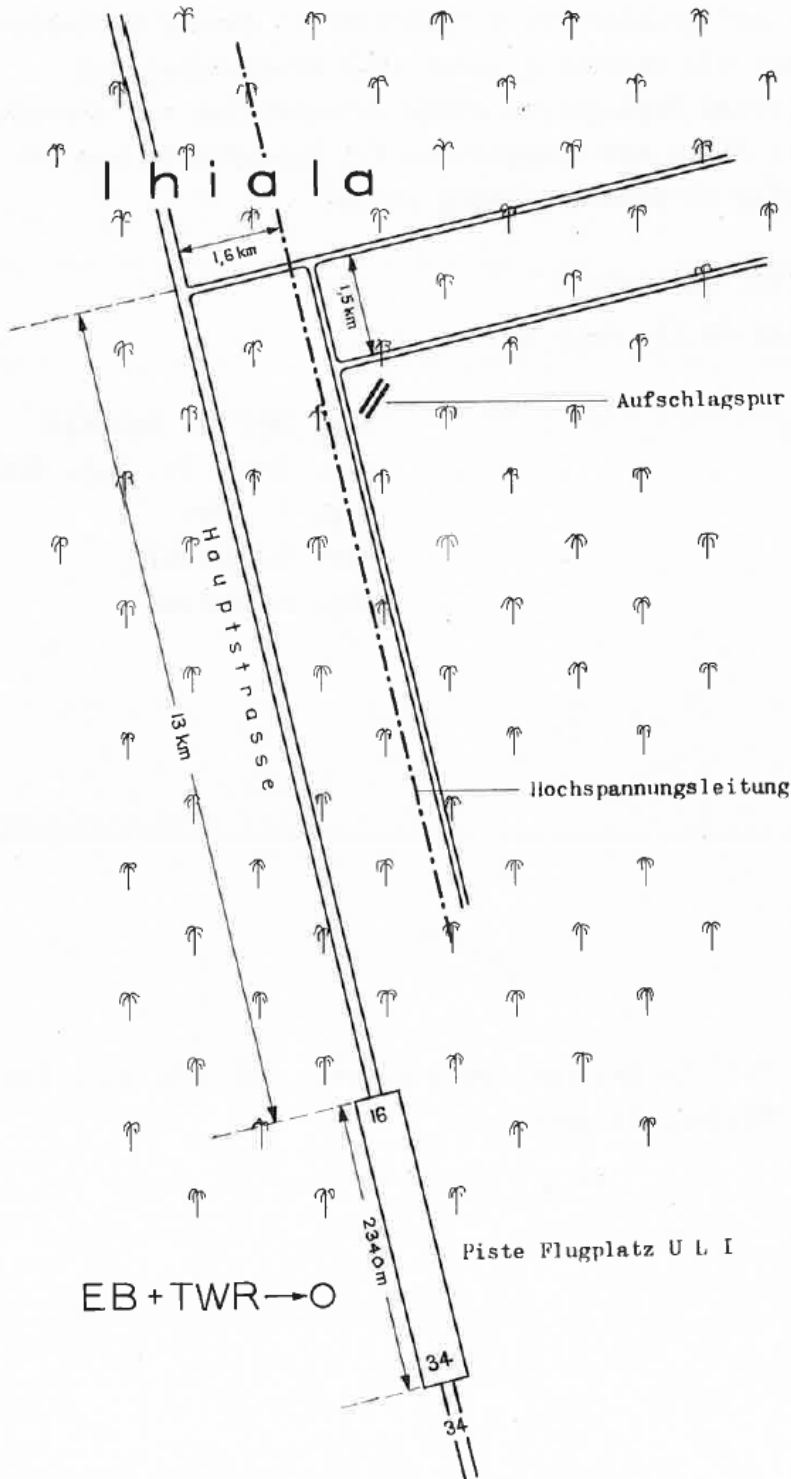 Ihiala
1,6 km
1,5 km
Aufschlagspur
Hauptstrasse
13 km
Hochspannungsleitung
16
2340m
Piste Flugplatz U L I
EB+TWR
34
34